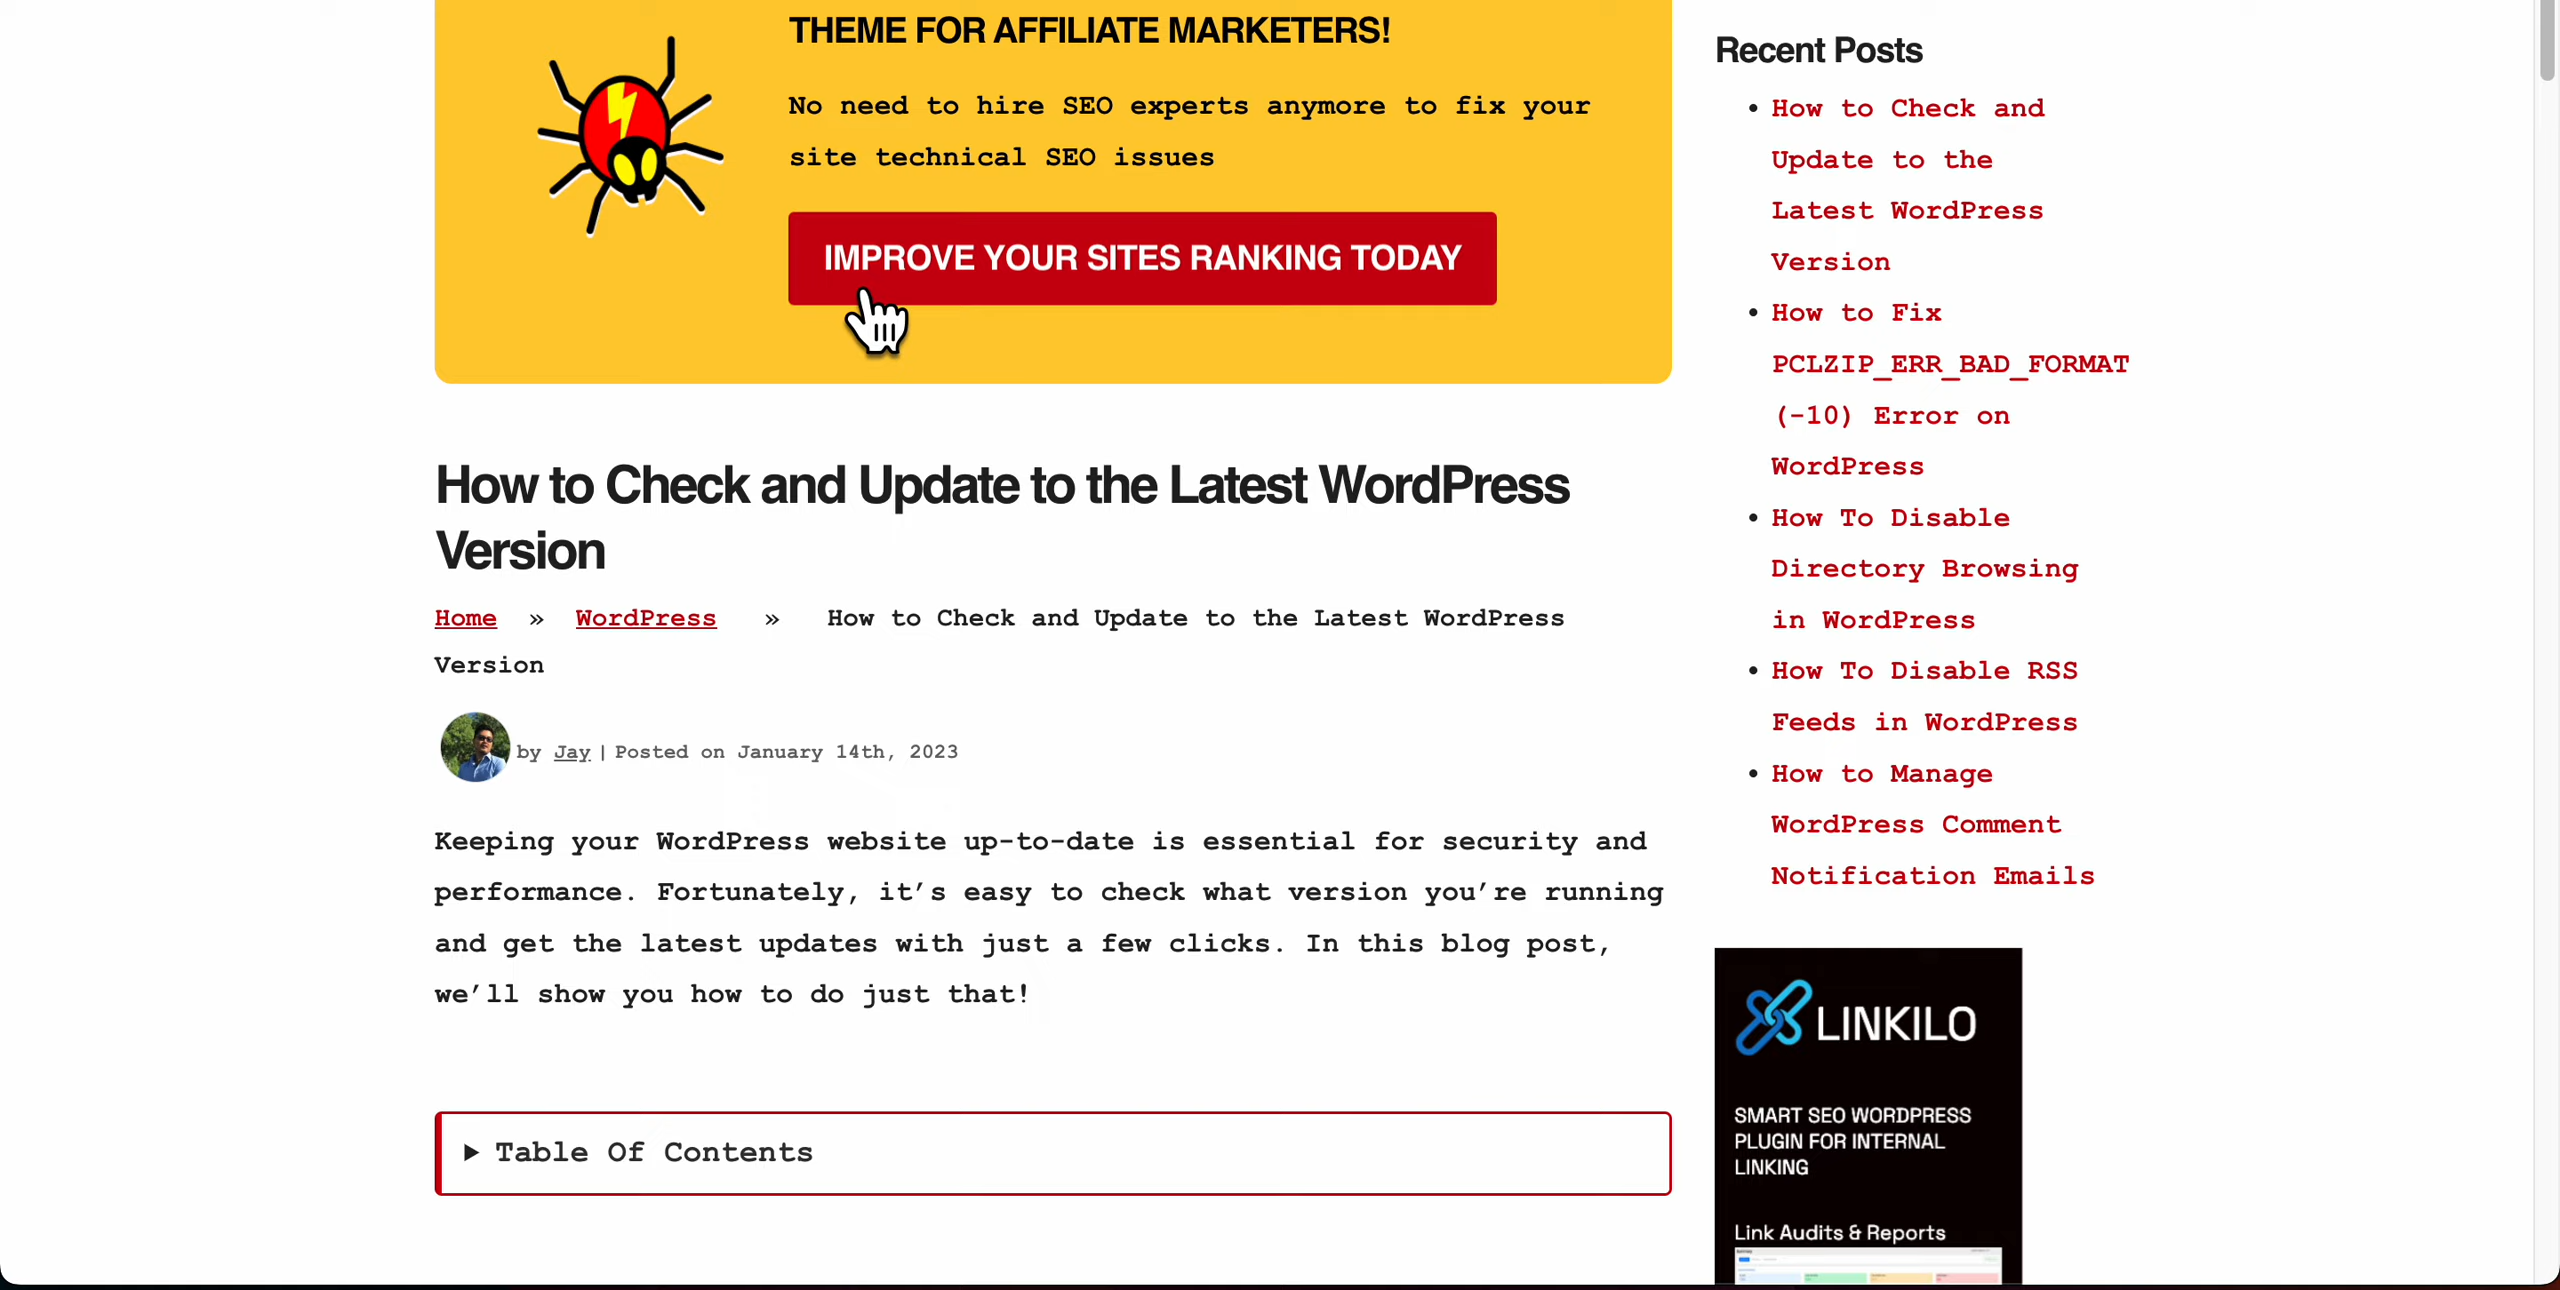 THEME FOR AFFILIATE MARKETERS!
No need to hire SEO experts anymore to fix your
site technical SEO issues
IMPROVE YOUR SITES RANKING TODAY
How to Check and Update to the Latest WordPress
Version
Home » WordPress » How to Check and Update to the Latest WordPress
Version
by Jay | Posted on January 14th, 2023
Keeping your WordPress website up-to-date is essential for security and
performance. Fortunately, it’s easy to check what version you’re running
and get the latest updates with just a few clicks. In this blog post,
we’ll show you how to do just that!
▶ Table Of Contents
Recent Posts
• How to Check and
Update to the
Latest WordPress
Version
• How to Fix
PCLZIP_ERR_BAD_FORMAT
(-10) Error on
WordPress
• How To Disable
Directory Browsing
in WordPress
• How To Disable RSS
Feeds in WordPress
• How to Manage
WordPress Comment
Notification Emails
LINKILO
SMART SEO WORDPRESS
PLUGIN FOR INTERNAL
LINKING
Link Audits & Reports